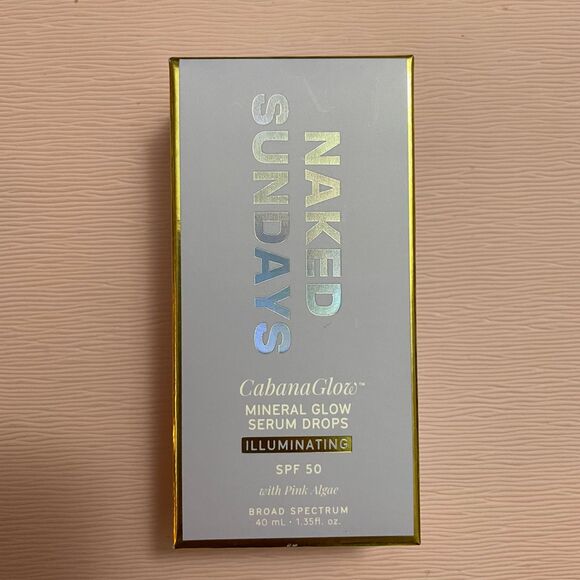 NAKED
SUNDAYS
CabanaGlow™
MINERAL GLOW
SERUM DROPS
ILLUMINATING
SPF 50
with Pink Algae
BROAD SPECTRUM
40 mL • 1.35fl. oz.